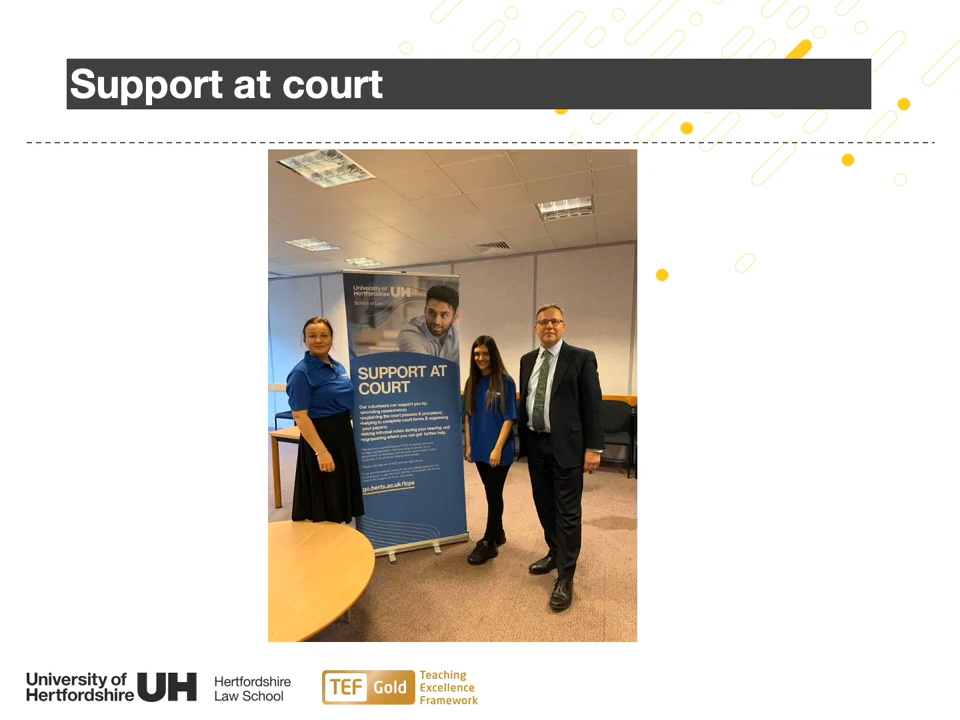 Support at court
University of
Hertfordshire UH
School of Law
SUPPORT AT
COURT
Our volunteers can support you by:
•providing reassurance;
•explaining the court process & procedure;
•helping to complete court forms & organising
your papers;
•taking informal notes during your hearing; and
•signposting where you can get further help.
go.herts.ac.uk/lcps
University of
Hertfordshire UH
Hertfordshire
Law School
TEF Gold
Teaching
Excellence
Framework